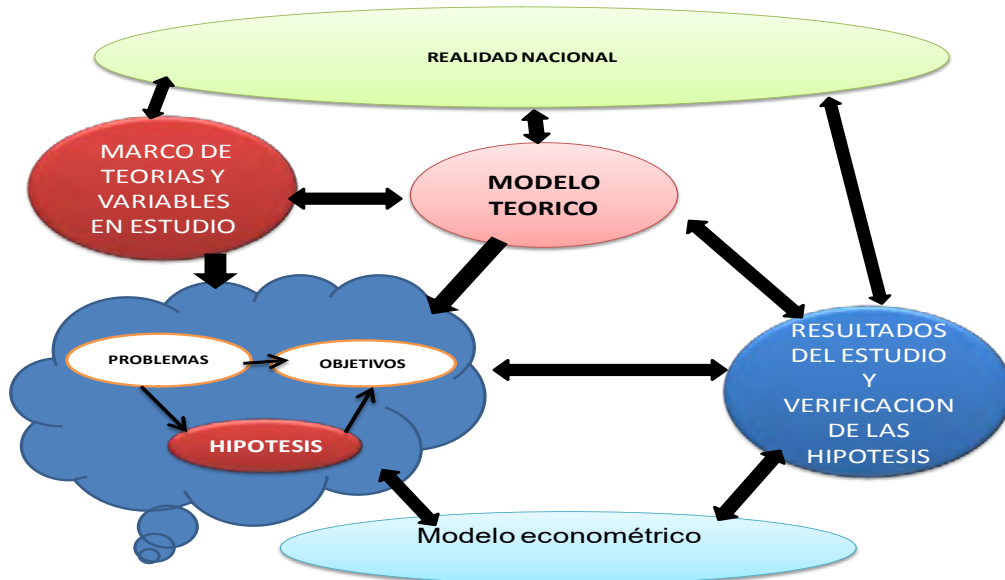 REALIDAD NACIONAL
MARCO DE
TEORIAS Y
VARIABLES
EN ESTUDIO
MODELO
TEORICO
PROBLEMAS
OBJETIVOS
HIPOTESIS
RESULTADOS
DEL ESTUDIO
Y
VERIFICACION
DE LAS
HIPOTESIS
Modelo econométrico